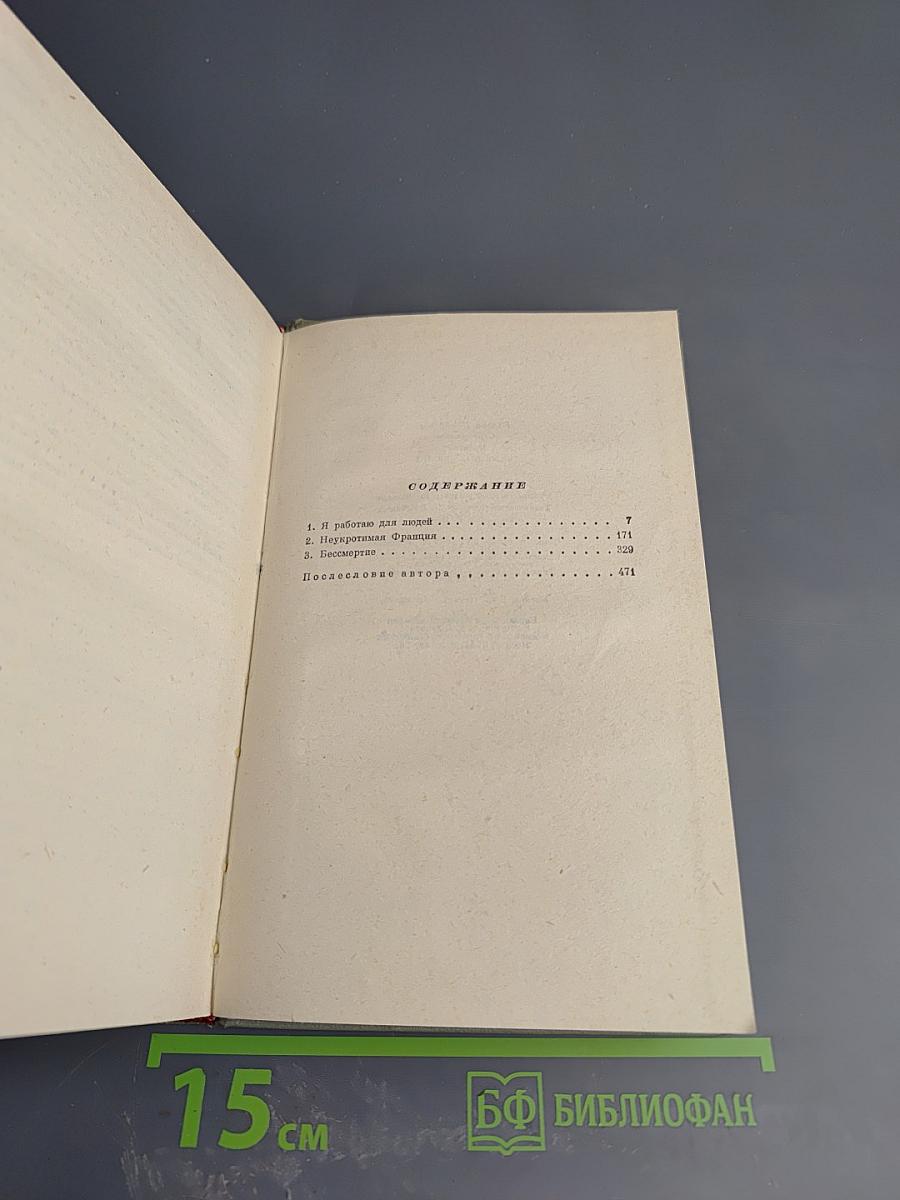 СОДЕРЖАНИЕ
1. Я работаю для людей . . . . . . . . . . . . . . . . 7
2. Неукротимая Франция . . . . . . . . . . . . . . . . 171
3. Бессмертие . . . . . . . . . . . . . . . . . . . . . 329
Послесловие автора , , . . . . . . . . . . . . . 471
15 см
БФ БИБЛИОФАН